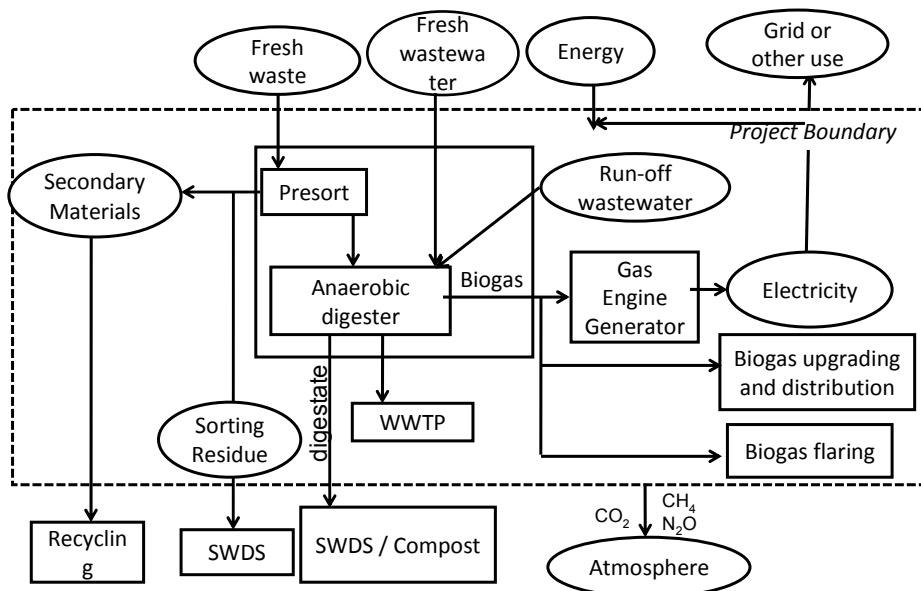 Fresh
waste
Fresh
wastewa
ter
Energy
Grid or
other use
Project Boundary
Secondary
Materials
Presort
Run-off
wastewater
Anaerobic
digester
Biogas
Gas
Engine
Generator
Electricity
Biogas upgrading
and distribution
digestate
WWTP
Sorting
Residue
Biogas flaring
Recyclin
g
SWDS
SWDS / Compost
CO₂
CH₄
N₂O
Atmosphere